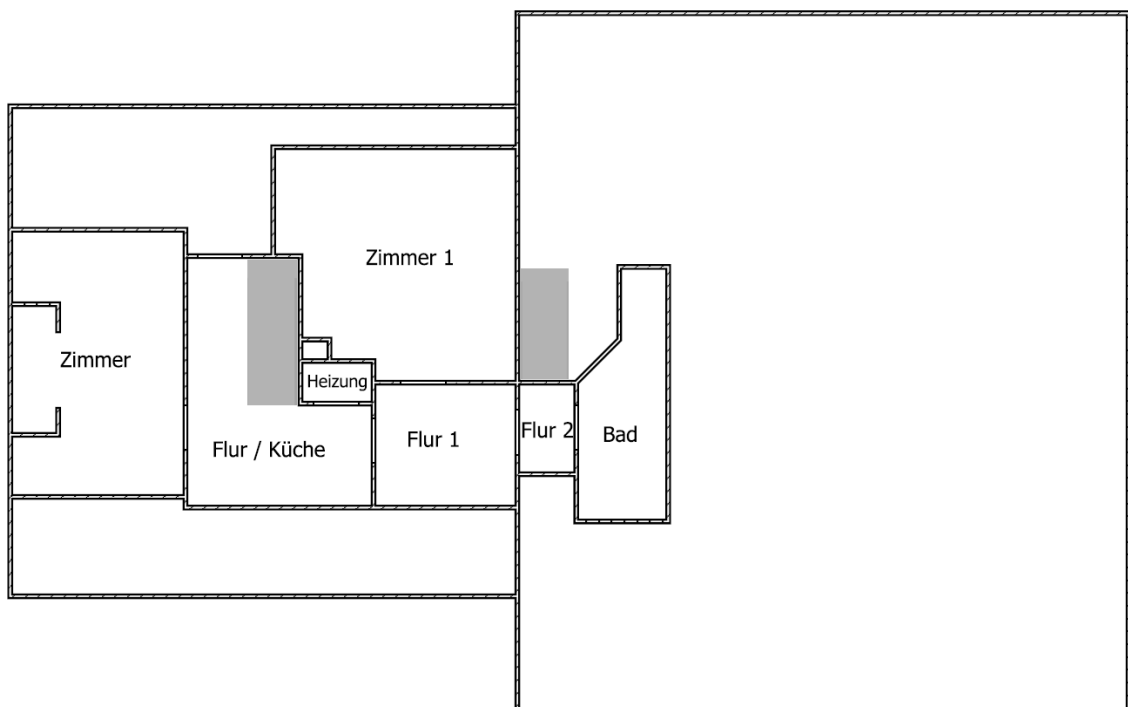 Zimmer 1
Zimmer
Heizung
Flur / Küche
Flur 1
Flur 2
Bad